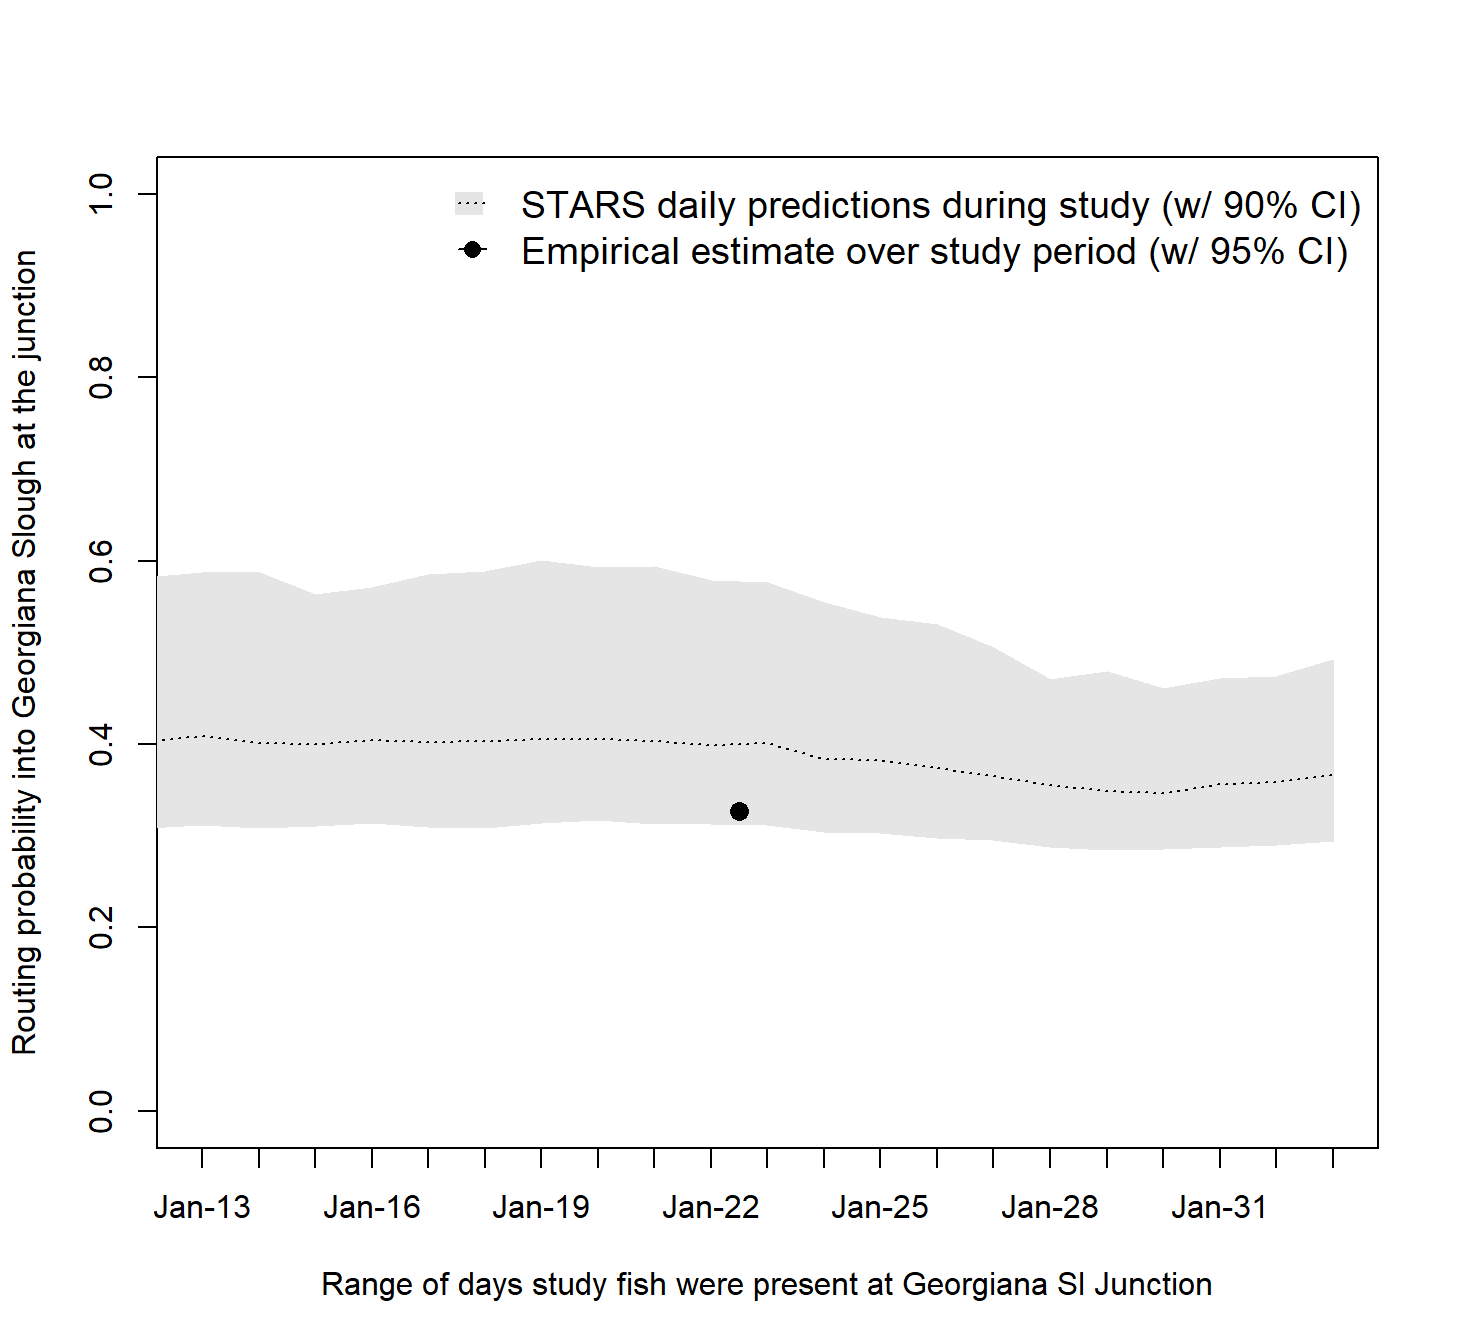 STARS daily predictions during study (w/ 90% CI)
Empirical estimate over study period (w/ 95% CI)
Routing probability into Georgiana Slough at the junction
1.0
0.8
0.6
0.4
0.2
0.0
Jan-13 Jan-16 Jan-19 Jan-22 Jan-25 Jan-28 Jan-31
Range of days study fish were present at Georgiana Sl Junction